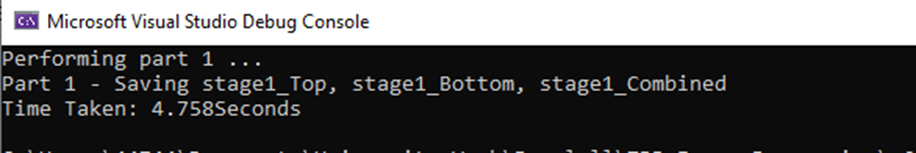 Microsoft Visual Studio Debug Console
Performing part 1 ...
Part 1 - Saving stage1_Top, stage1_Bottom, stage1_Combined
Time Taken: 4.758Seconds